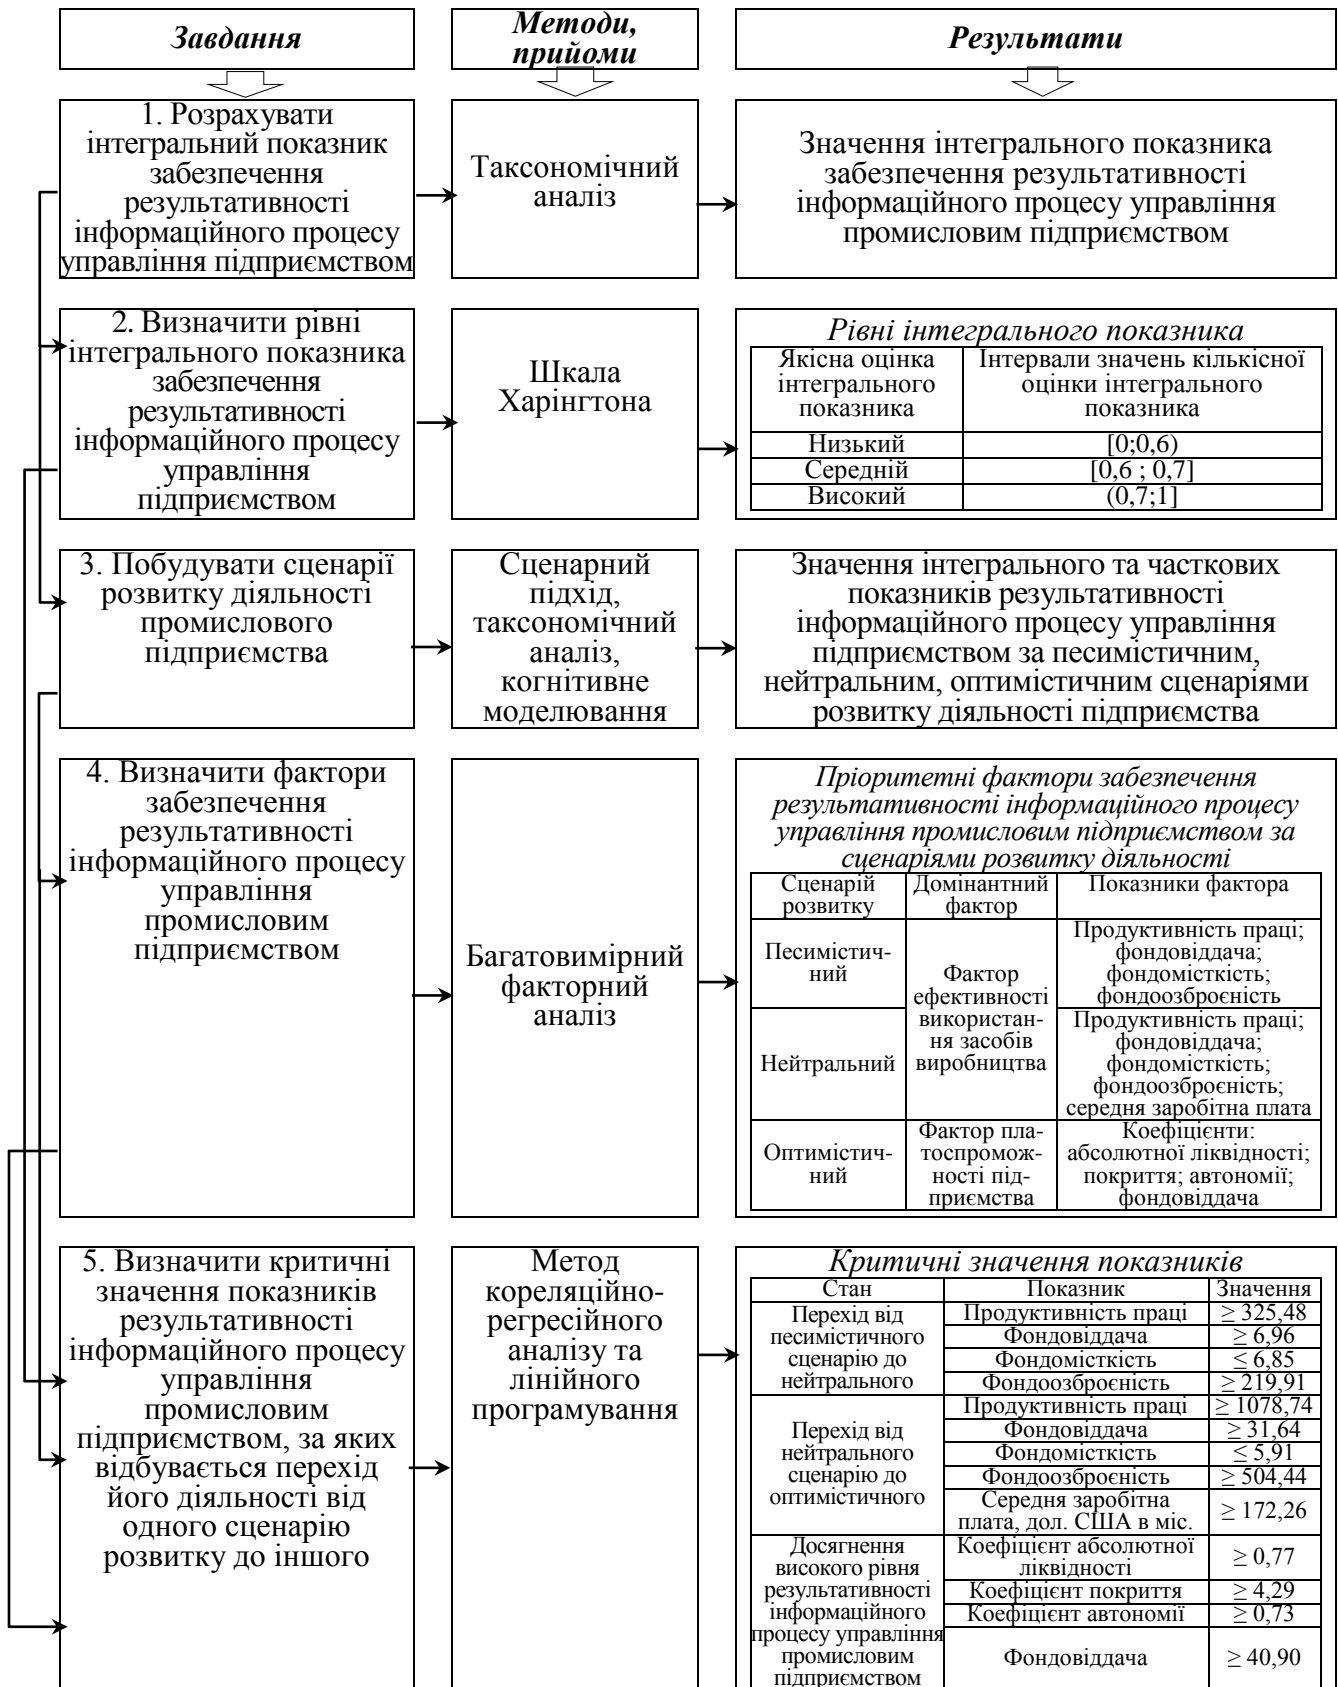 Завдання
Методи,
прийоми
Результати
1. Розрахувати
інтегральний показник
забезпечення
результативності
інформаційного процесу
управління підприємством
Таксономічний
аналіз
Значення інтегрального показника
забезпечення результативності
інформаційного процесу управління
промисловим підприємством
2. Визначити рівні
інтегрального показника
забезпечення
результативності
інформаційного процесу
управління
підприємством
Шкала
Харінгтона
Рівні інтегрального показника
Якісна оцінка
інтегрального
показника
Інтервали значень кількісної
оцінки інтегрального
показника
Низький
[0;0,6)
Середній
[0,6 ; 0,7]
Високий
(0,7;1]
3. Побудувати сценарії
розвитку діяльності
промислового
підприємства
Сценарний
підхід,
таксономічний
аналіз,
когнітивне
моделювання
Значення інтегрального та часткових
показників результативності
інформаційного процесу управління
підприємством за песимістичним,
нейтральним, оптимістичним сценаріями
розвитку діяльності підприємства
4. Визначити фактори
забезпечення
результативності
інформаційного процесу
управління
промисловим
підприємством
Багатовимірний
факторний
аналіз
Пріоритетні фактори забезпечення
результативності інформаційного процесу
управління промисловим підприємством за
сценаріями розвитку діяльності
Сценарій
розвитку
Домінантний
фактор
Показники фактора
Песимістич-
ний
Фактор
ефективності
використан-
ня засобів
виробництва
Продуктивність праці;
фондовіддача;
фондомісткість;
фондоозброєність
Нейтральний
Продуктивність праці;
фондовіддача;
фондомісткість;
фондоозброєність;
середня заробітна плата
Оптимістич-
ний
Фактор пла-
тоспромож-
ності під-
приємства
Коефіцієнти:
абсолютної ліквідності;
покриття; автономії;
фондовіддача
5. Визначити критичні
значення показників
результативності
інформаційного процесу
управління
промисловим
підприємством, за яких
відбувається перехід
його діяльності від
одного сценарію
розвитку до іншого
Метод
кореляційно-
регресійного
аналізу та
лінійного
програмування
Критичні значення показників
Стан
Показник
Значення
Перехід від
песимістичного
сценарію до
нейтрального
Продуктивність праці
≥ 325,48
Фондовіддача
≥ 6,96
Фондомісткість
≤ 6,85
Фондоозброєність
≥ 219,91
Перехід від
нейтрального
сценарію до
оптимістичного
Продуктивність праці
≥ 1078,74
Фондовіддача
≥ 31,64
Фондомісткість
≤ 5,91
Фондоозброєність
≥ 504,44
Середня заробітна
плата, дол. США в міс.
≥ 172,26
Досягнення
високого рівня
результативності
інформаційного
процесу управління
промисловим
підприємством
Коефіцієнт абсолютної
ліквідності
≥ 0,77
Коефіцієнт покриття
≥ 4,29
Коефіцієнт автономії
≥ 0,73
Фондовіддача
≥ 40,90